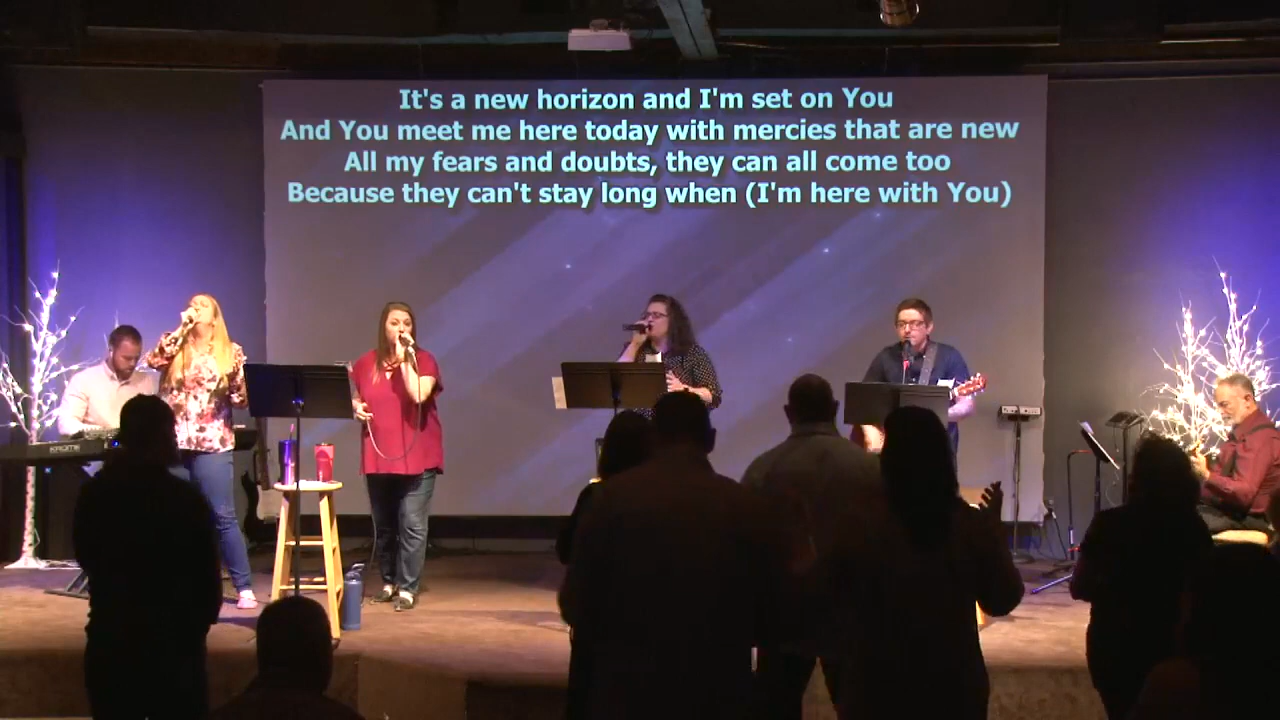 It's a new horizon and I'm set on You
And You meet me here today with mercies that are new
All my fears and doubts, they can all come too
Because they can't stay long when (I'm here with You)